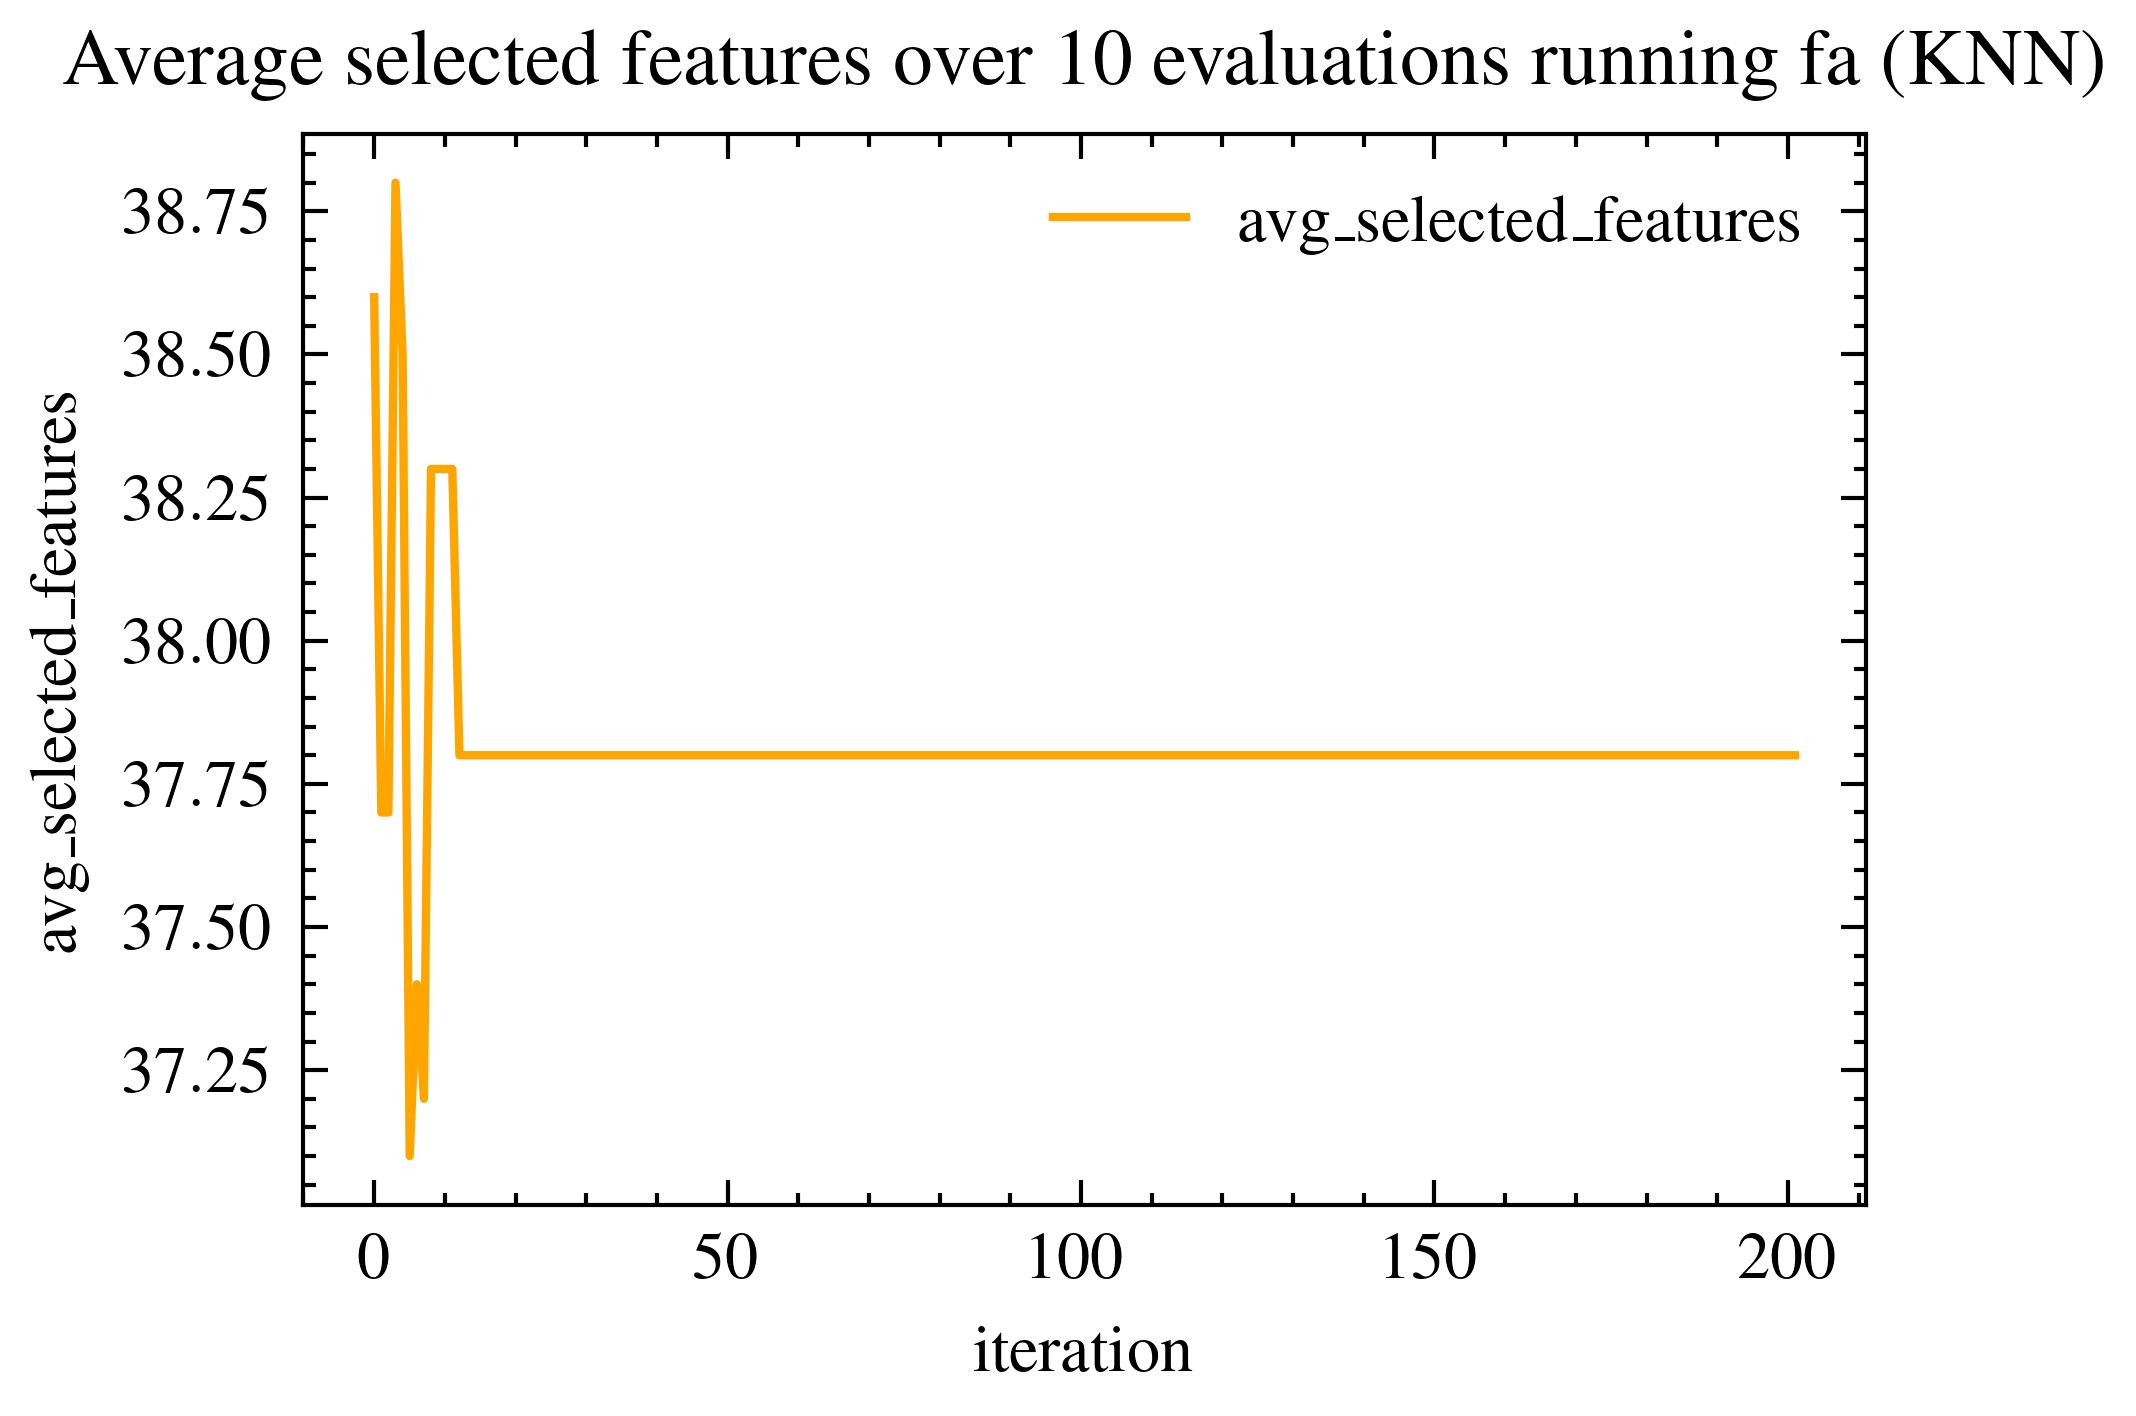 Average selected features over 10 evaluations running fa (KNN)
avg_selected_features
38.75
38.50
38.25
38.00
37.75
37.50
37.25
avg_selected_features
0 50 100 150 200
iteration